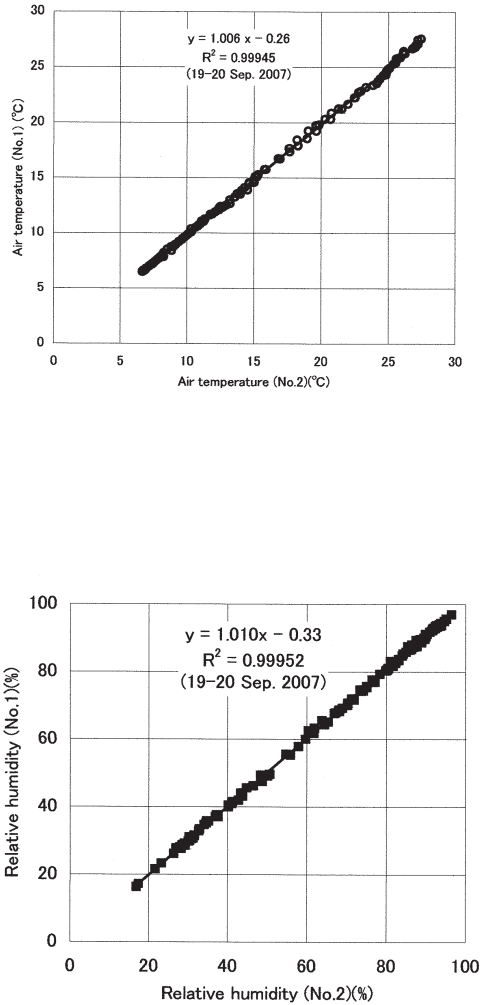 30
25
20
15
10
5
0
Air temperature (No.1) (°C)
y = 1.006 x - 0.26
R² = 0.99945
(19-20 Sep. 2007)
0 5 10 15 20 25 30
Air temperature (No.2)(°C)
100
80
60
40
20
0
Relative humidity (No.1)(%)
y = 1.010x - 0.33
R² = 0.99952
(19-20 Sep. 2007)
0 20 40 60 80 100
Relative humidity (No.2)(%)